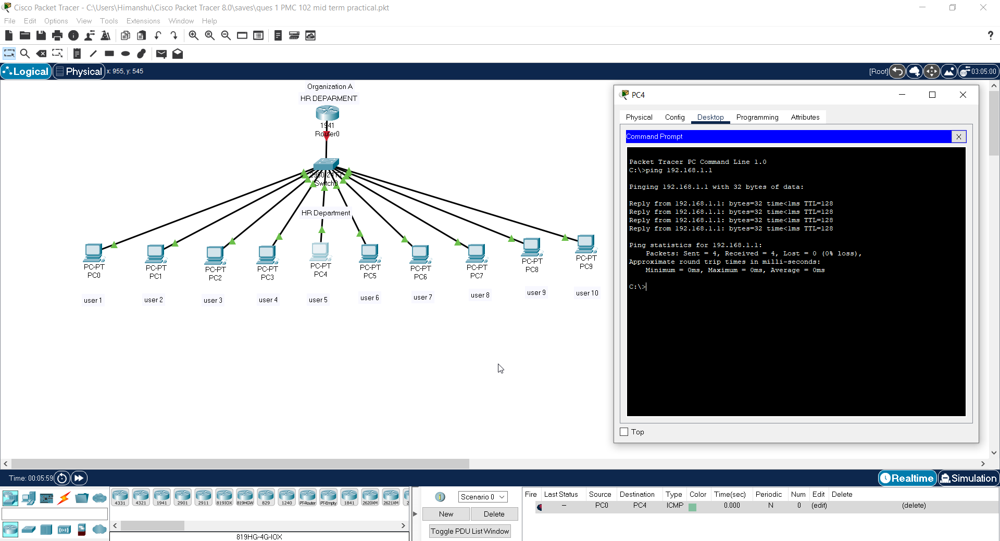 Cisco Packet Tracer - C:\Users\Himanshu\Cisco Packet Tracer 8.0\saves\ques 1 PMC 102 mid term practical.pkt
File Edit Options View Tools Extensions Window Help
?
Logical Physical x: 955, y: 545 [Root] 03:05:00
Organization A
HR DEPARMENT
1941
Router0
Switch0
HR Department
PC-PT
PC0
PC-PT
PC1
PC-PT
PC2
PC-PT
PC3
PC-PT
PC4
PC-PT
PC5
PC-PT
PC6
PC-PT
PC7
PC-PT
PC8
PC-PT
PC9
user 1
user 2
user 3
user 4
user 5
user 6
user 7
user 8
user 9
user 10
PC4
Physical Config Desktop Programming Attributes
Command Prompt X
Packet Tracer PC Command Line 1.0
C:\>ping 192.168.1.1
Pinging 192.168.1.1 with 32 bytes of data:
Reply from 192.168.1.1: bytes=32 time<1ms TTL=128
Reply from 192.168.1.1: bytes=32 time<1ms TTL=128
Reply from 192.168.1.1: bytes=32 time<1ms TTL=128
Reply from 192.168.1.1: bytes=32 time<1ms TTL=128
Ping statistics for 192.168.1.1:
Packets: Sent = 4, Received = 4, Lost = 0 (0% loss),
Approximate round trip times in milli-seconds:
Minimum = 0ms, Maximum = 0ms, Average = 0ms
C:\>
Top
Time: 00:05:59 Realtime Simulation
4331 4321 1941 2901 2911 819IOX 819HGW 829 1240 PT-Router PT-Empty 1841 2620XM 2621XM 2
819HG-4G-IOX
Scenario 0
New Delete
Toggle PDU List Window
Fire Last Status Source Destination Type Color Time(sec) Periodic Num Edit Delete
-- PC0 PC4 ICMP 0.000 N 0 (edit) (delete)